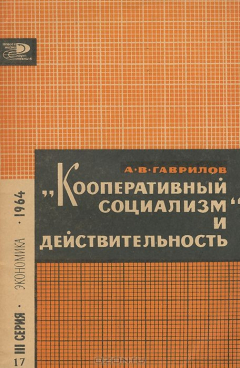 А·В·ГАВРИЛОВ
„КООПЕРАТИВНЫЙ
СОЦИАЛИЗМ“
И
ДЕЙСТВИТЕЛЬНОСТЬ
17 III СЕРИЯ · ЭКОНОМИКА · 1964